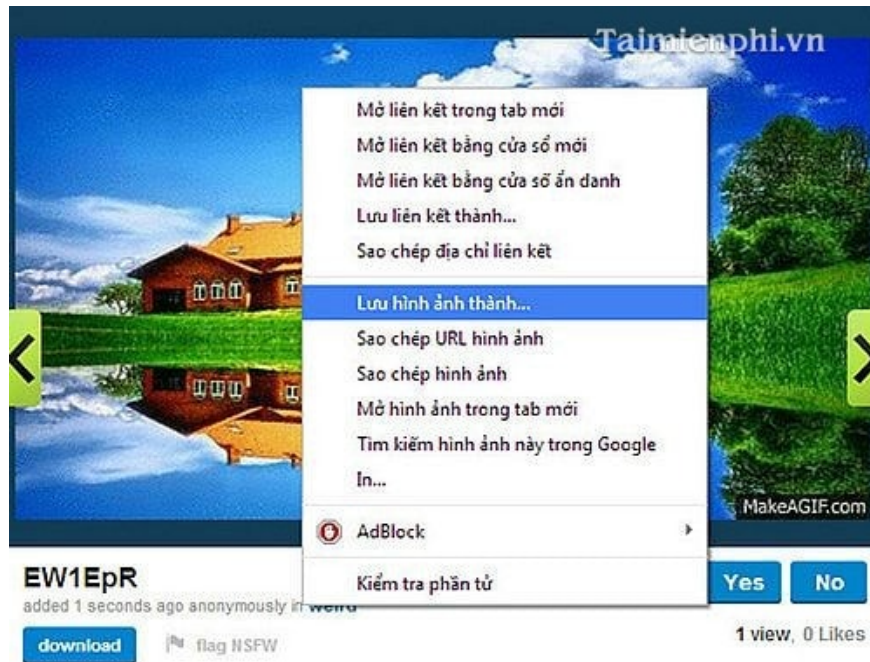 Taimienphi.vn
Mở liên kết trong tab mới
Mở liên kết bằng cửa sổ mới
Mở liên kết bằng cửa sổ ẩn danh
Lưu liên kết thành...
Sao chép địa chỉ liên kết
Lưu hình ảnh thành...
Sao chép URL hình ảnh
Sao chép hình ảnh
Mở hình ảnh trong tab mới
Tìm kiếm hình ảnh này trong Google
In...
MakeAGIF.com
AdBlock
Kiểm tra phần tử
EW1EpR
Yes No
added 1 seconds ago anonymously in weird
download flag NSFW
1 view, 0 Likes